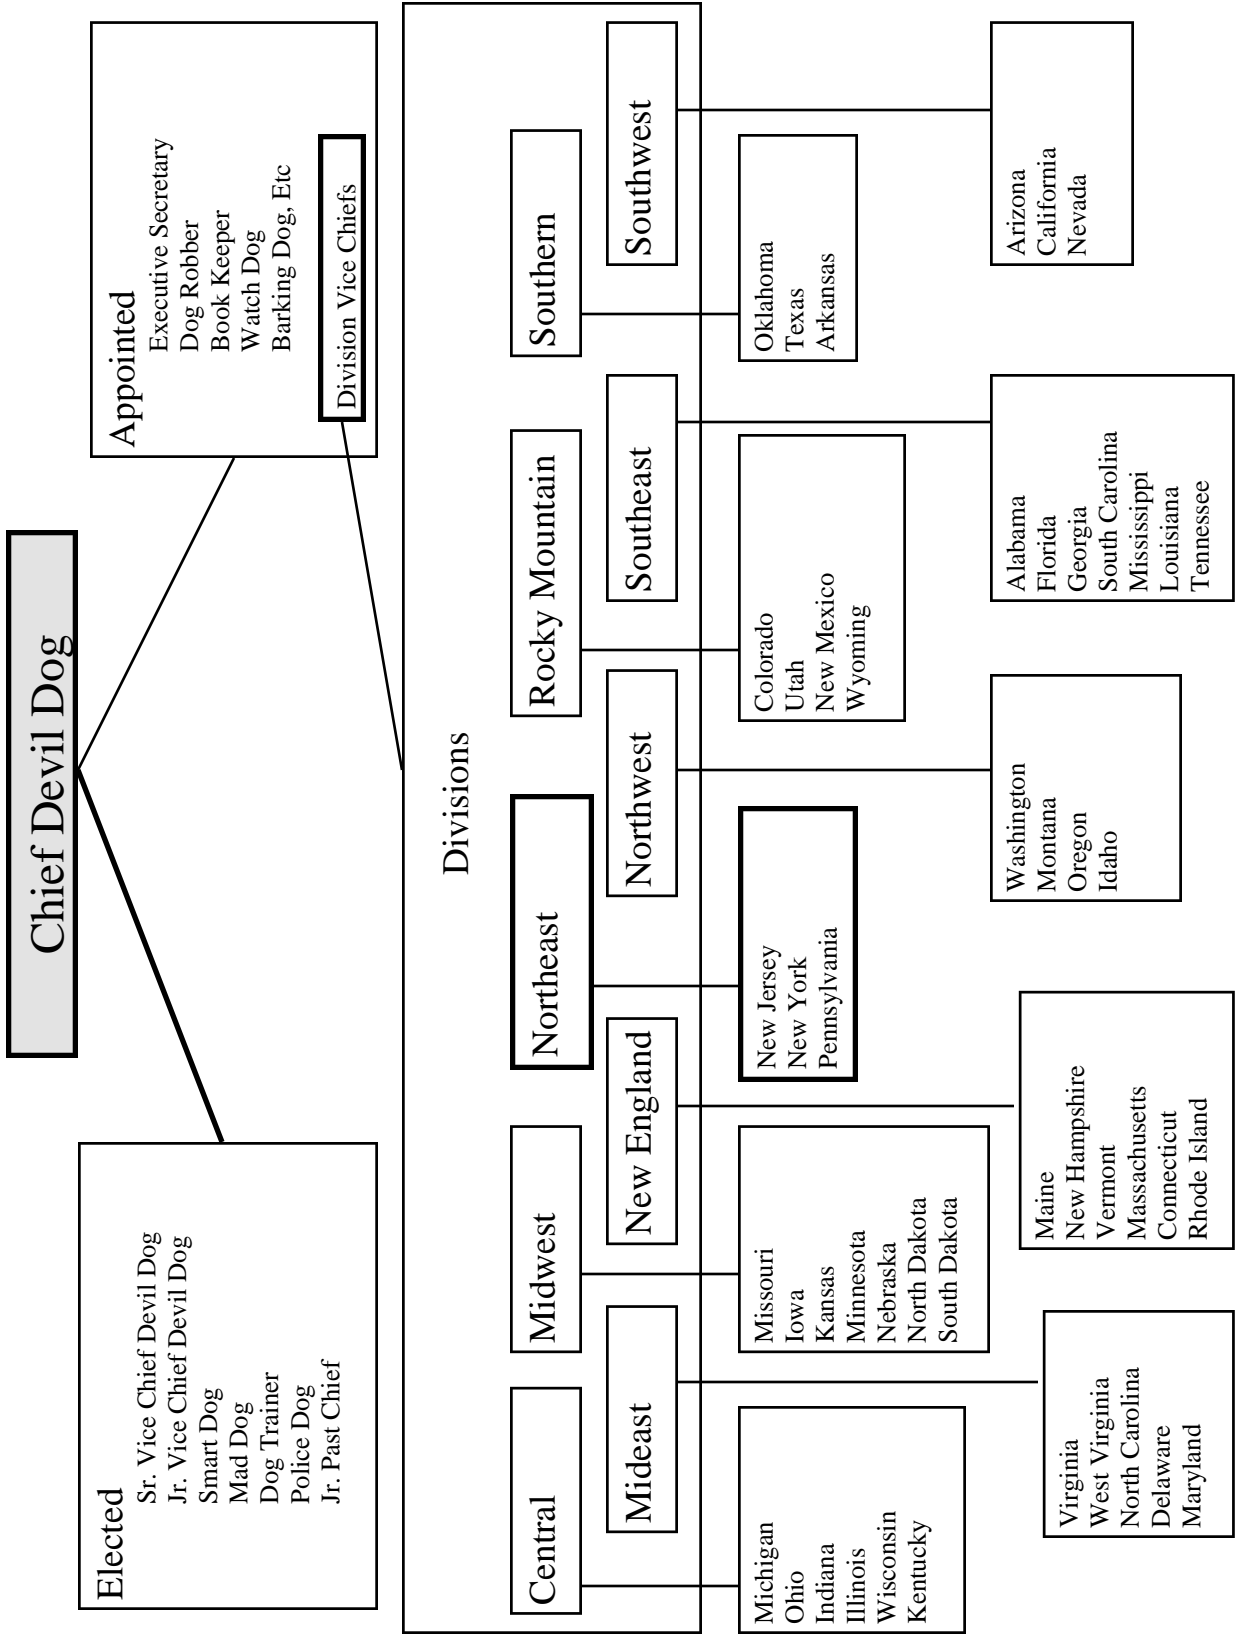 Chief Devil Dog
Elected
Sr. Vice Chief Devil Dog
Jr. Vice Chief Devil Dog
Smart Dog
Mad Dog
Dog Trainer
Police Dog
Jr. Past Chief
Appointed
Executive Secretary
Dog Robber
Book Keeper
Watch Dog
Barking Dog, Etc
Division Vice Chiefs
Divisions
Central
Midwest
Northeast
Rocky Mountain
Southern
Mideast
New England
Northwest
Southeast
Southwest
Michigan
Ohio
Indiana
Illinois
Wisconsin
Kentucky
Missouri
Iowa
Kansas
Minnesota
Nebraska
North Dakota
South Dakota
New Jersey
New York
Pennsylvania
Colorado
Utah
New Mexico
Wyoming
Oklahoma
Texas
Arkansas
Virginia
West Virginia
North Carolina
Delaware
Maryland
Maine
New Hampshire
Vermont
Massachusetts
Connecticut
Rhode Island
Washington
Montana
Oregon
Idaho
Alabama
Florida
Georgia
South Carolina
Mississippi
Louisiana
Tennessee
Arizona
California
Nevada